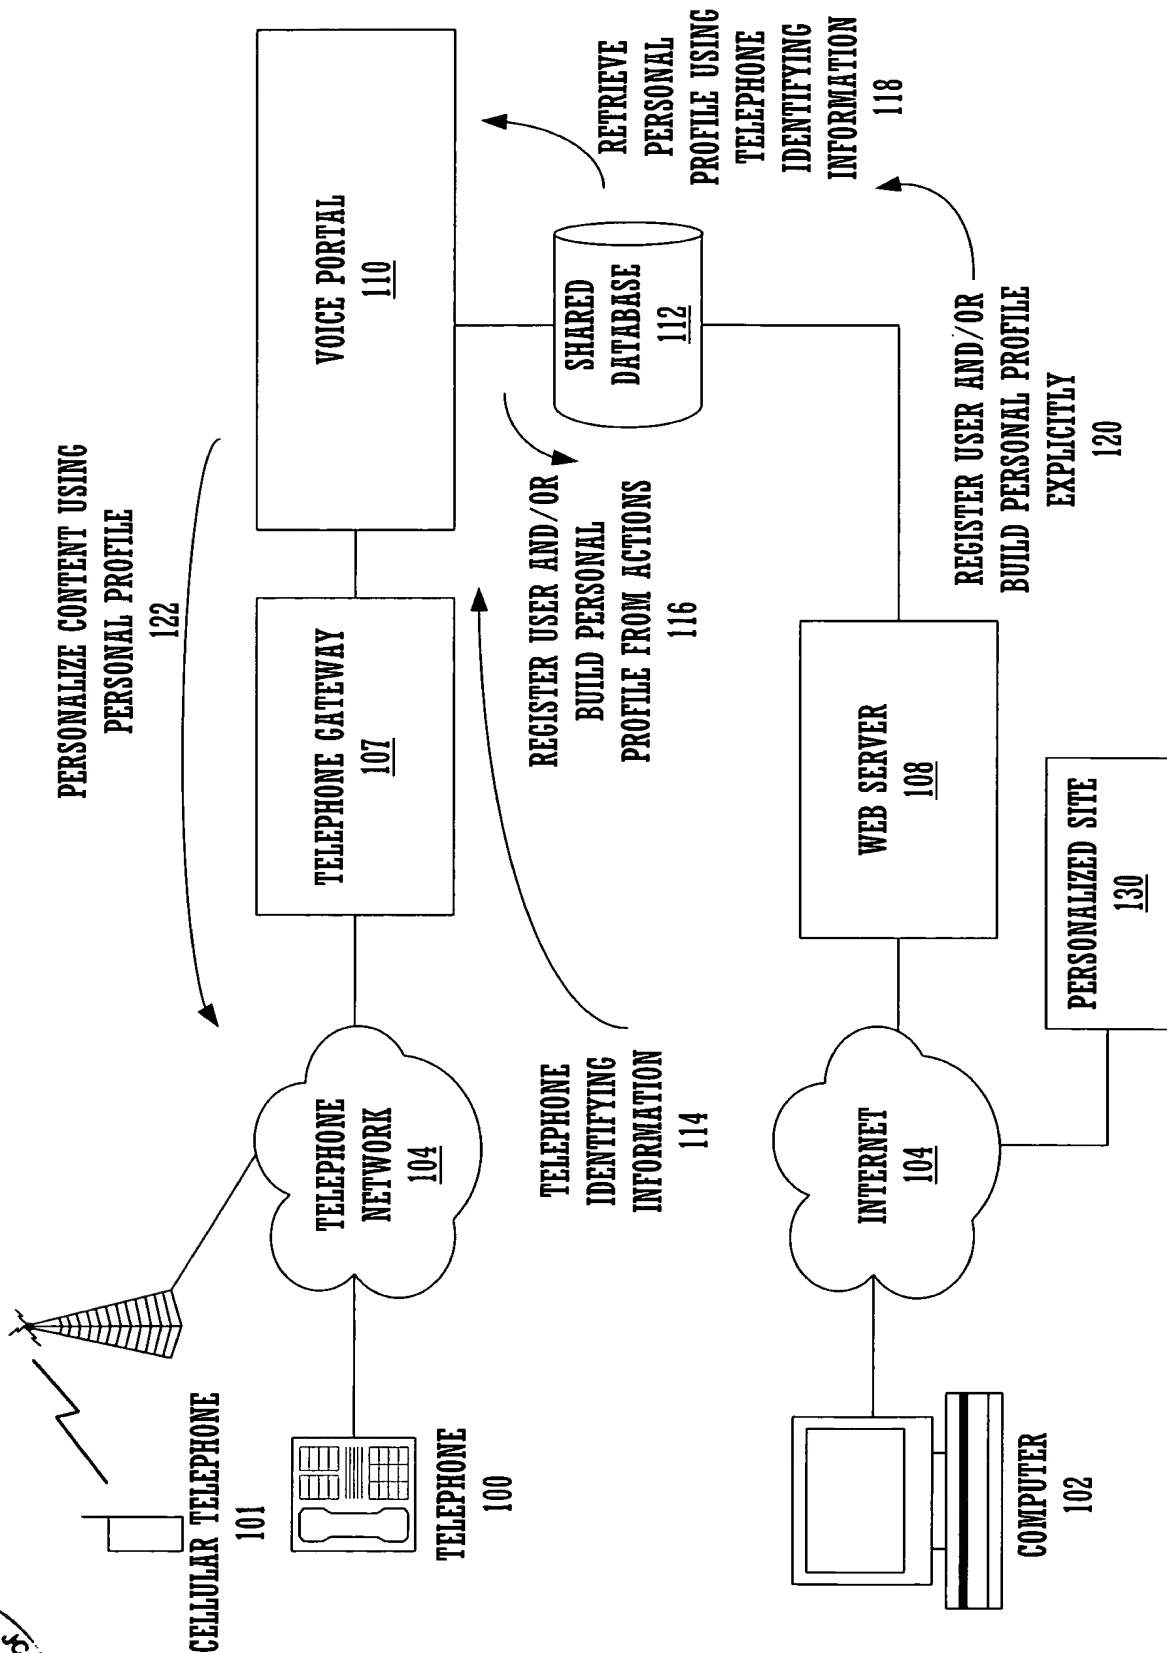 PERSONALIZE CONTENT USING
PERSONAL PROFILE
122
CELLULAR TELEPHONE
101
TELEPHONE
100
TELEPHONE
NETWORK
104
TELEPHONE GATEWAY
107
VOICE PORTAL
110
TELEPHONE
IDENTIFYING
INFORMATION
114
REGISTER USER AND/OR
BUILD PERSONAL
PROFILE FROM ACTIONS
116
SHARED
DATABASE
112
RETRIEVE
PERSONAL
PROFILE USING
TELEPHONE
IDENTIFYING
INFORMATION
118
COMPUTER
102
INTERNET
104
WEB SERVER
108
REGISTER USER AND/OR
BUILD PERSONAL PROFILE
EXPLICITLY
120
PERSONALIZED SITE
130